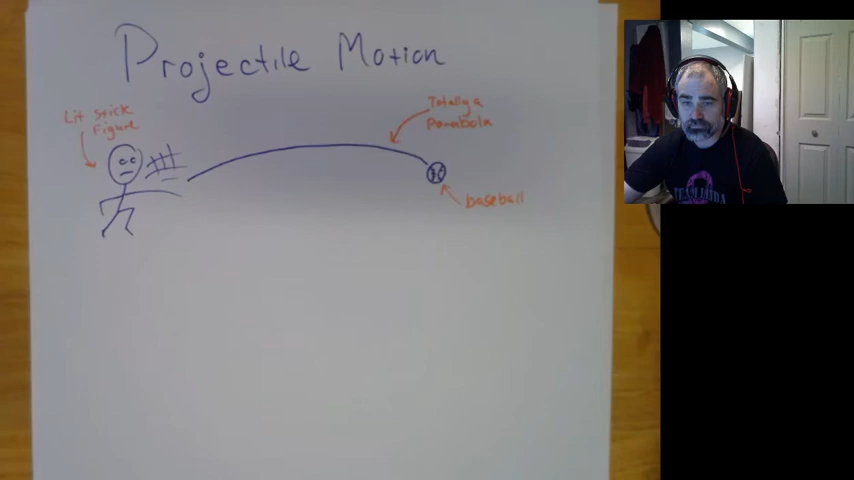 Projectile Motion
Lit stick
Figure
Totally a
Parabola
baseball